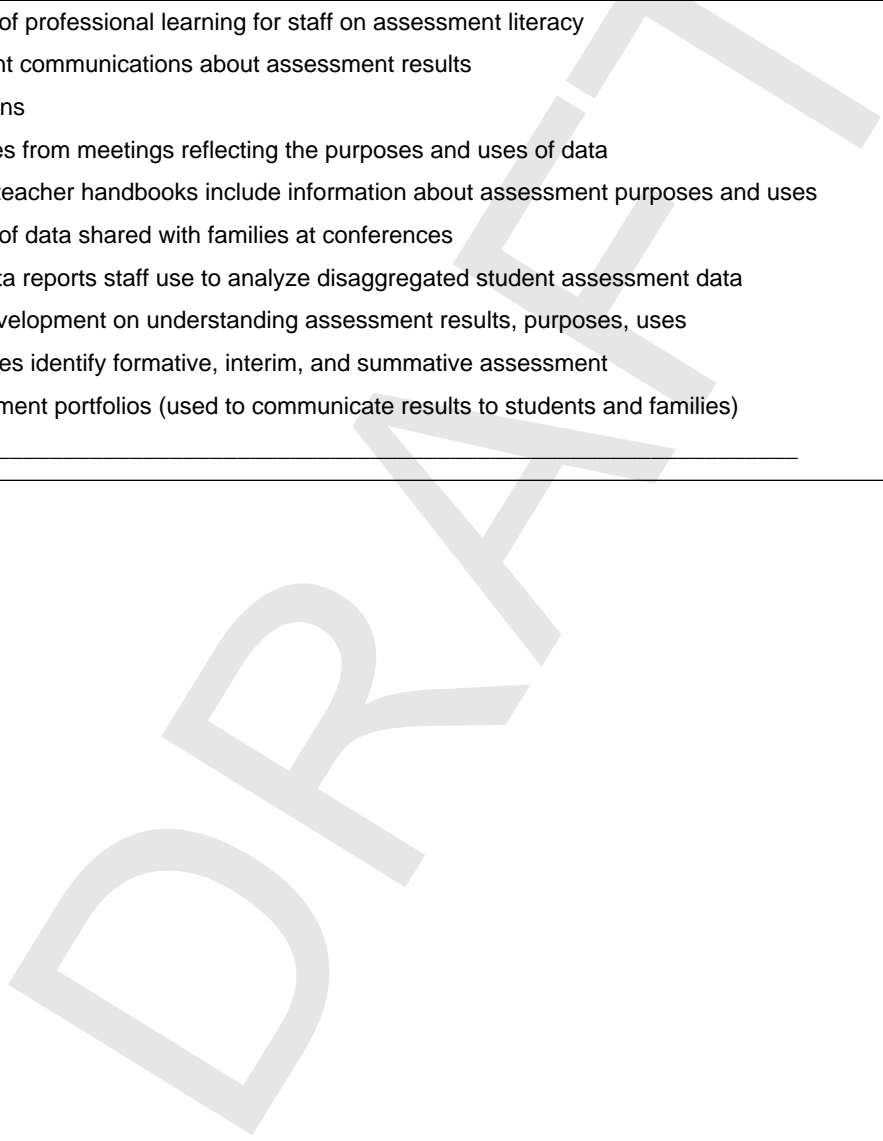 of professional learning for staff on assessment literacy
nt communications about assessment results
ns
es from meetings reflecting the purposes and uses of data
teacher handbooks include information about assessment purposes and uses
of data shared with families at conferences
ta reports staff use to analyze disaggregated student assessment data
velopment on understanding assessment results, purposes, uses
es identify formative, interim, and summative assessment
ment portfolios (used to communicate results to students and families)
DRAFT